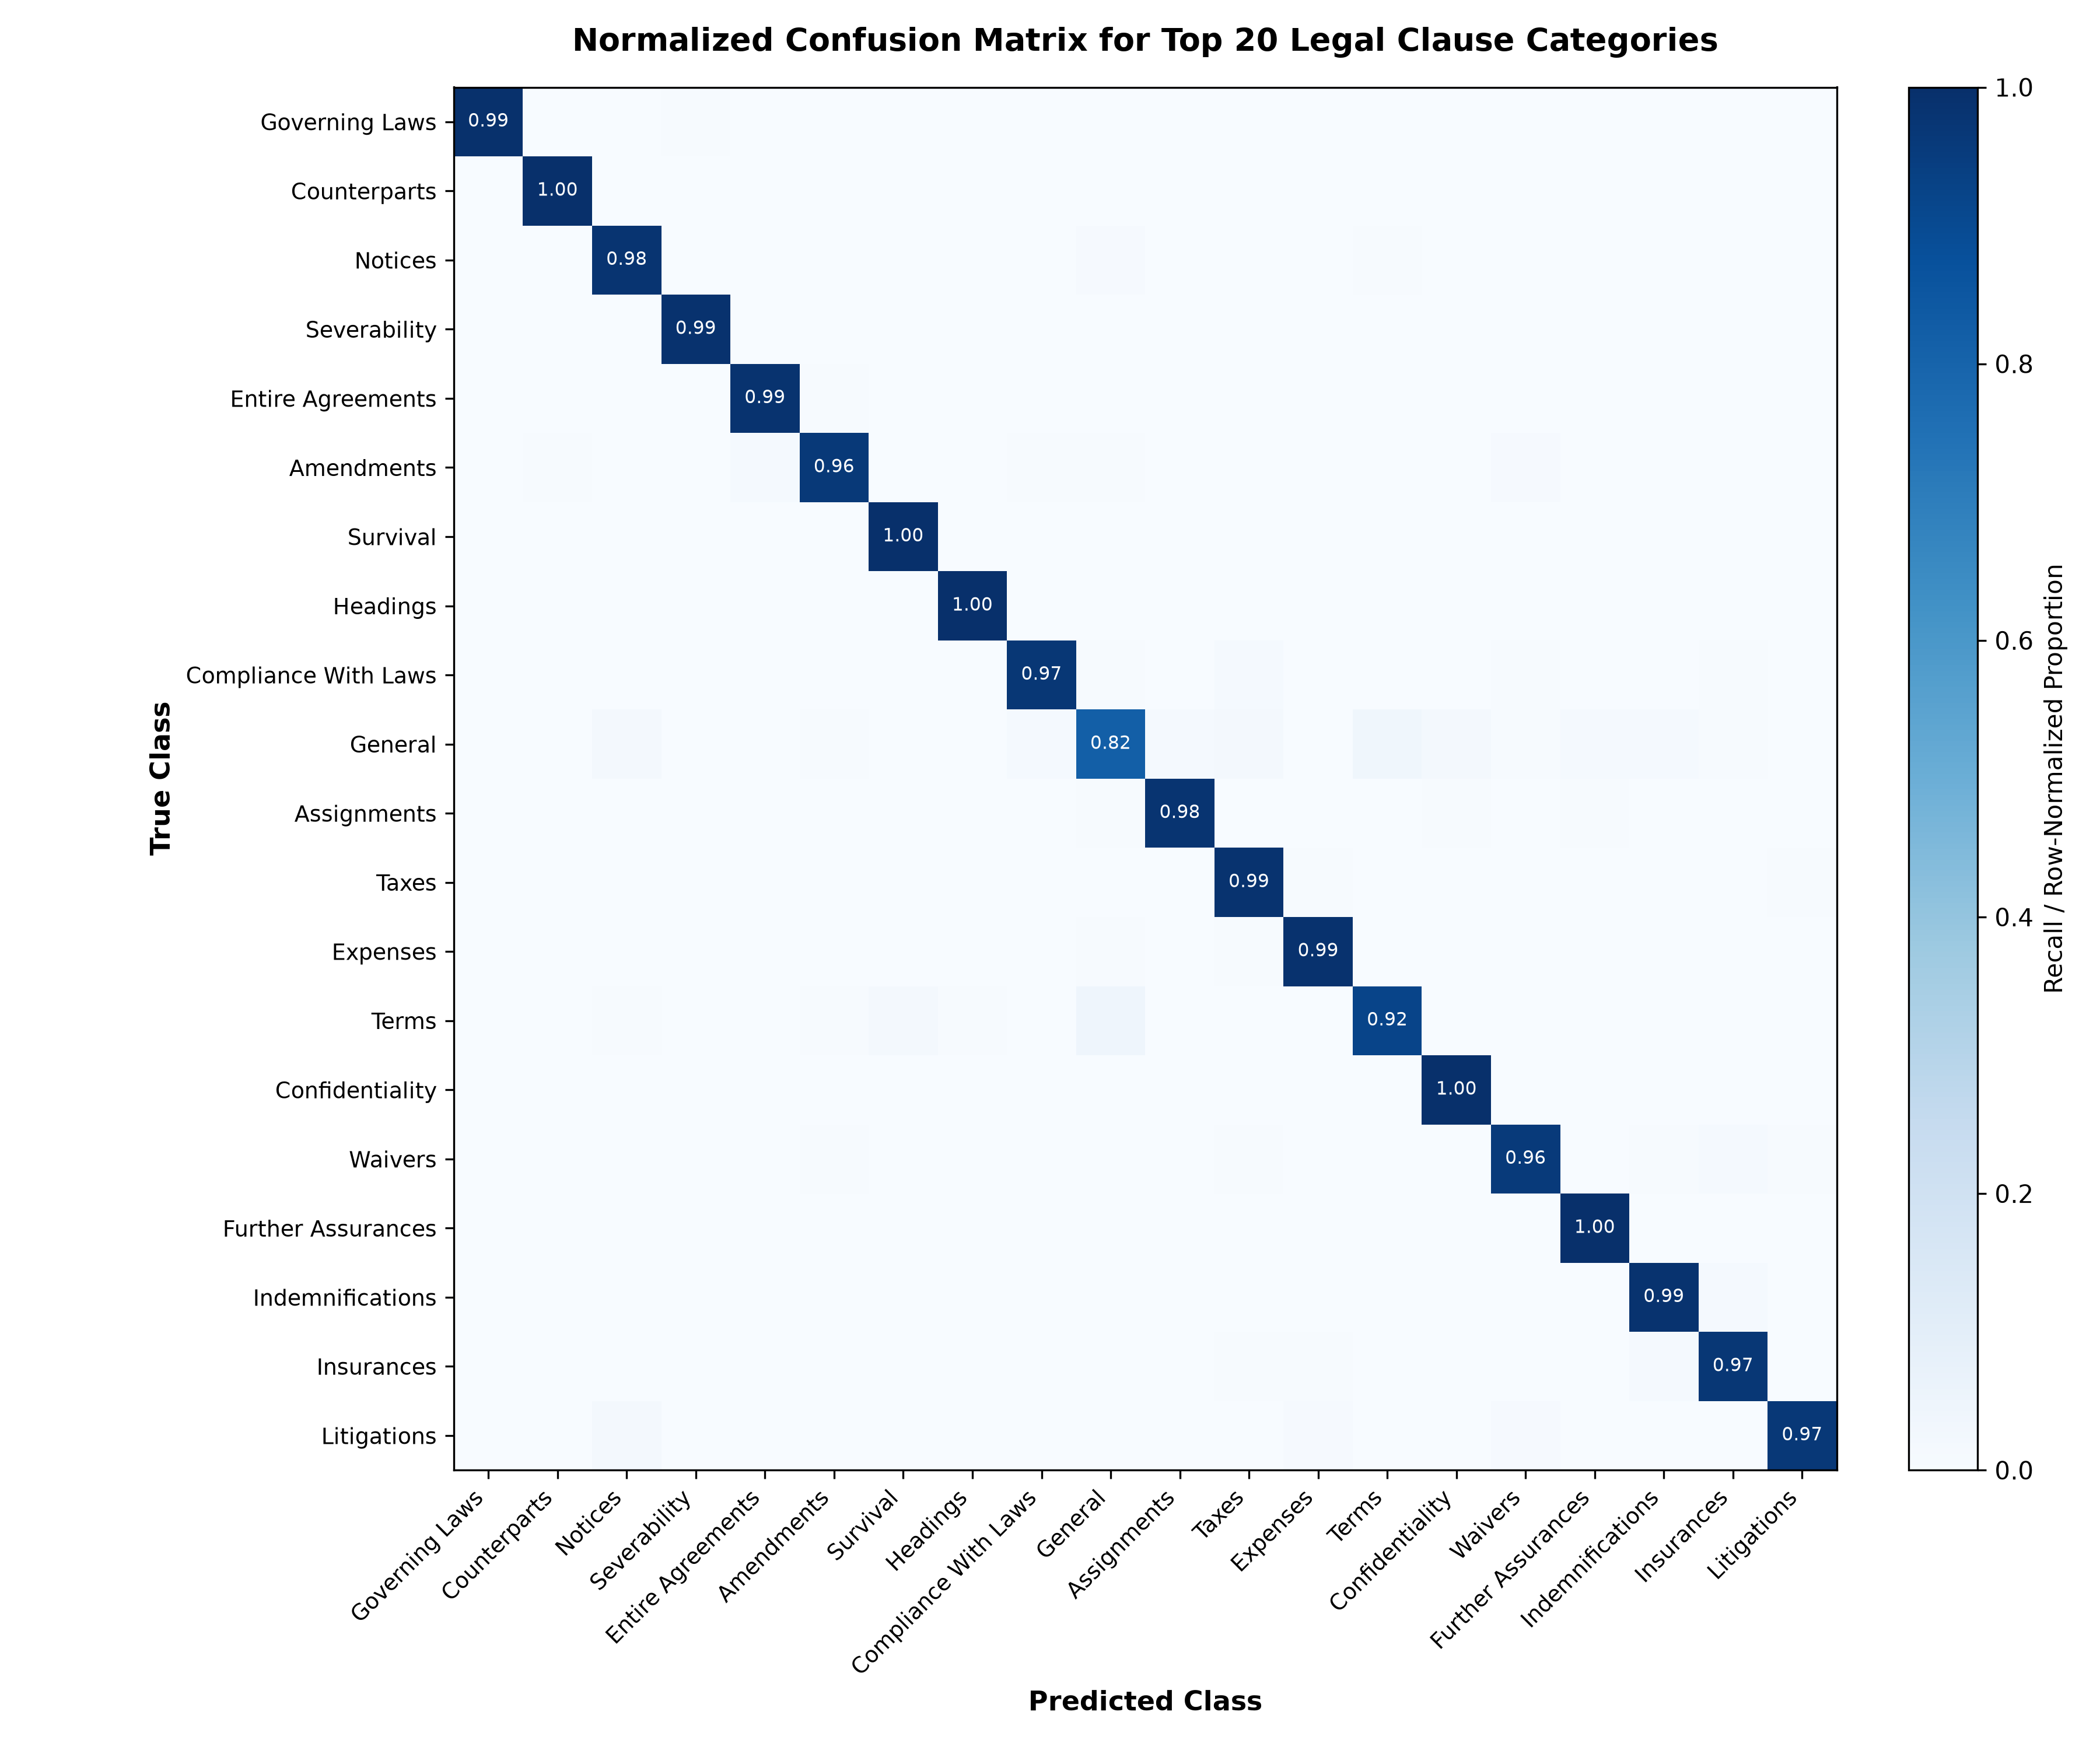 Normalized Confusion Matrix for Top 20 Legal Clause Categories
True Class
Governing Laws
Counterparts
Notices
Severability
Entire Agreements
Amendments
Survival
Headings
Compliance With Laws
General
Assignments
Taxes
Expenses
Terms
Confidentiality
Waivers
Further Assurances
Indemnifications
Insurances
Litigations
0.99
1.00
0.98
0.99
0.99
0.96
1.00
1.00
0.97
0.82
0.98
0.99
0.99
0.92
1.00
0.96
1.00
0.99
0.97
0.97
Governing Laws
Counterparts
Notices
Severability
Entire Agreements
Amendments
Survival
Headings
Compliance With Laws
General
Assignments
Taxes
Expenses
Terms
Confidentiality
Waivers
Further Assurances
Indemnifications
Insurances
Litigations
Predicted Class
1.0
0.8
0.6
0.4
0.2
0.0
Recall / Row-Normalized Proportion